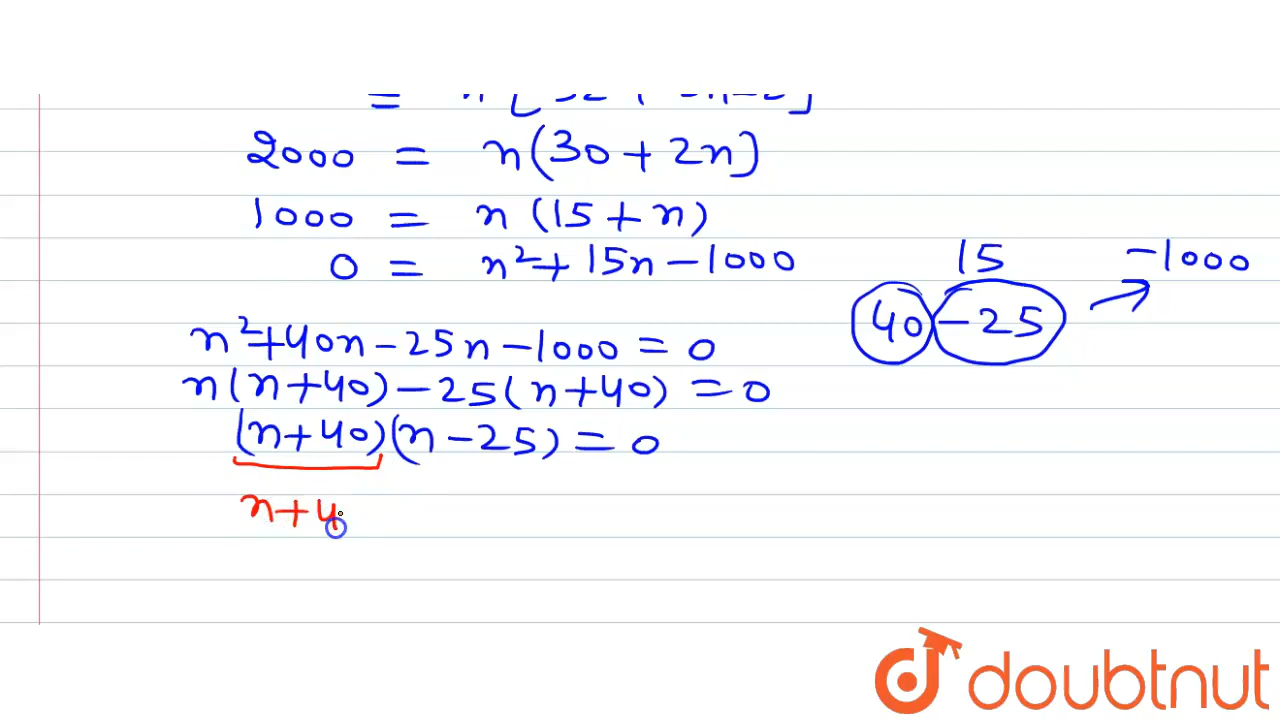 2000 = n(30 + 2n)
1000 = n (15 + n)
0 = n²+ 15n - 1000
15 -1000
40 -25
n²+40n - 25n - 1000 = 0
n(n+40) - 25(n+40) = 0
(n+40)(n - 25) = 0
n+4
doubtnut